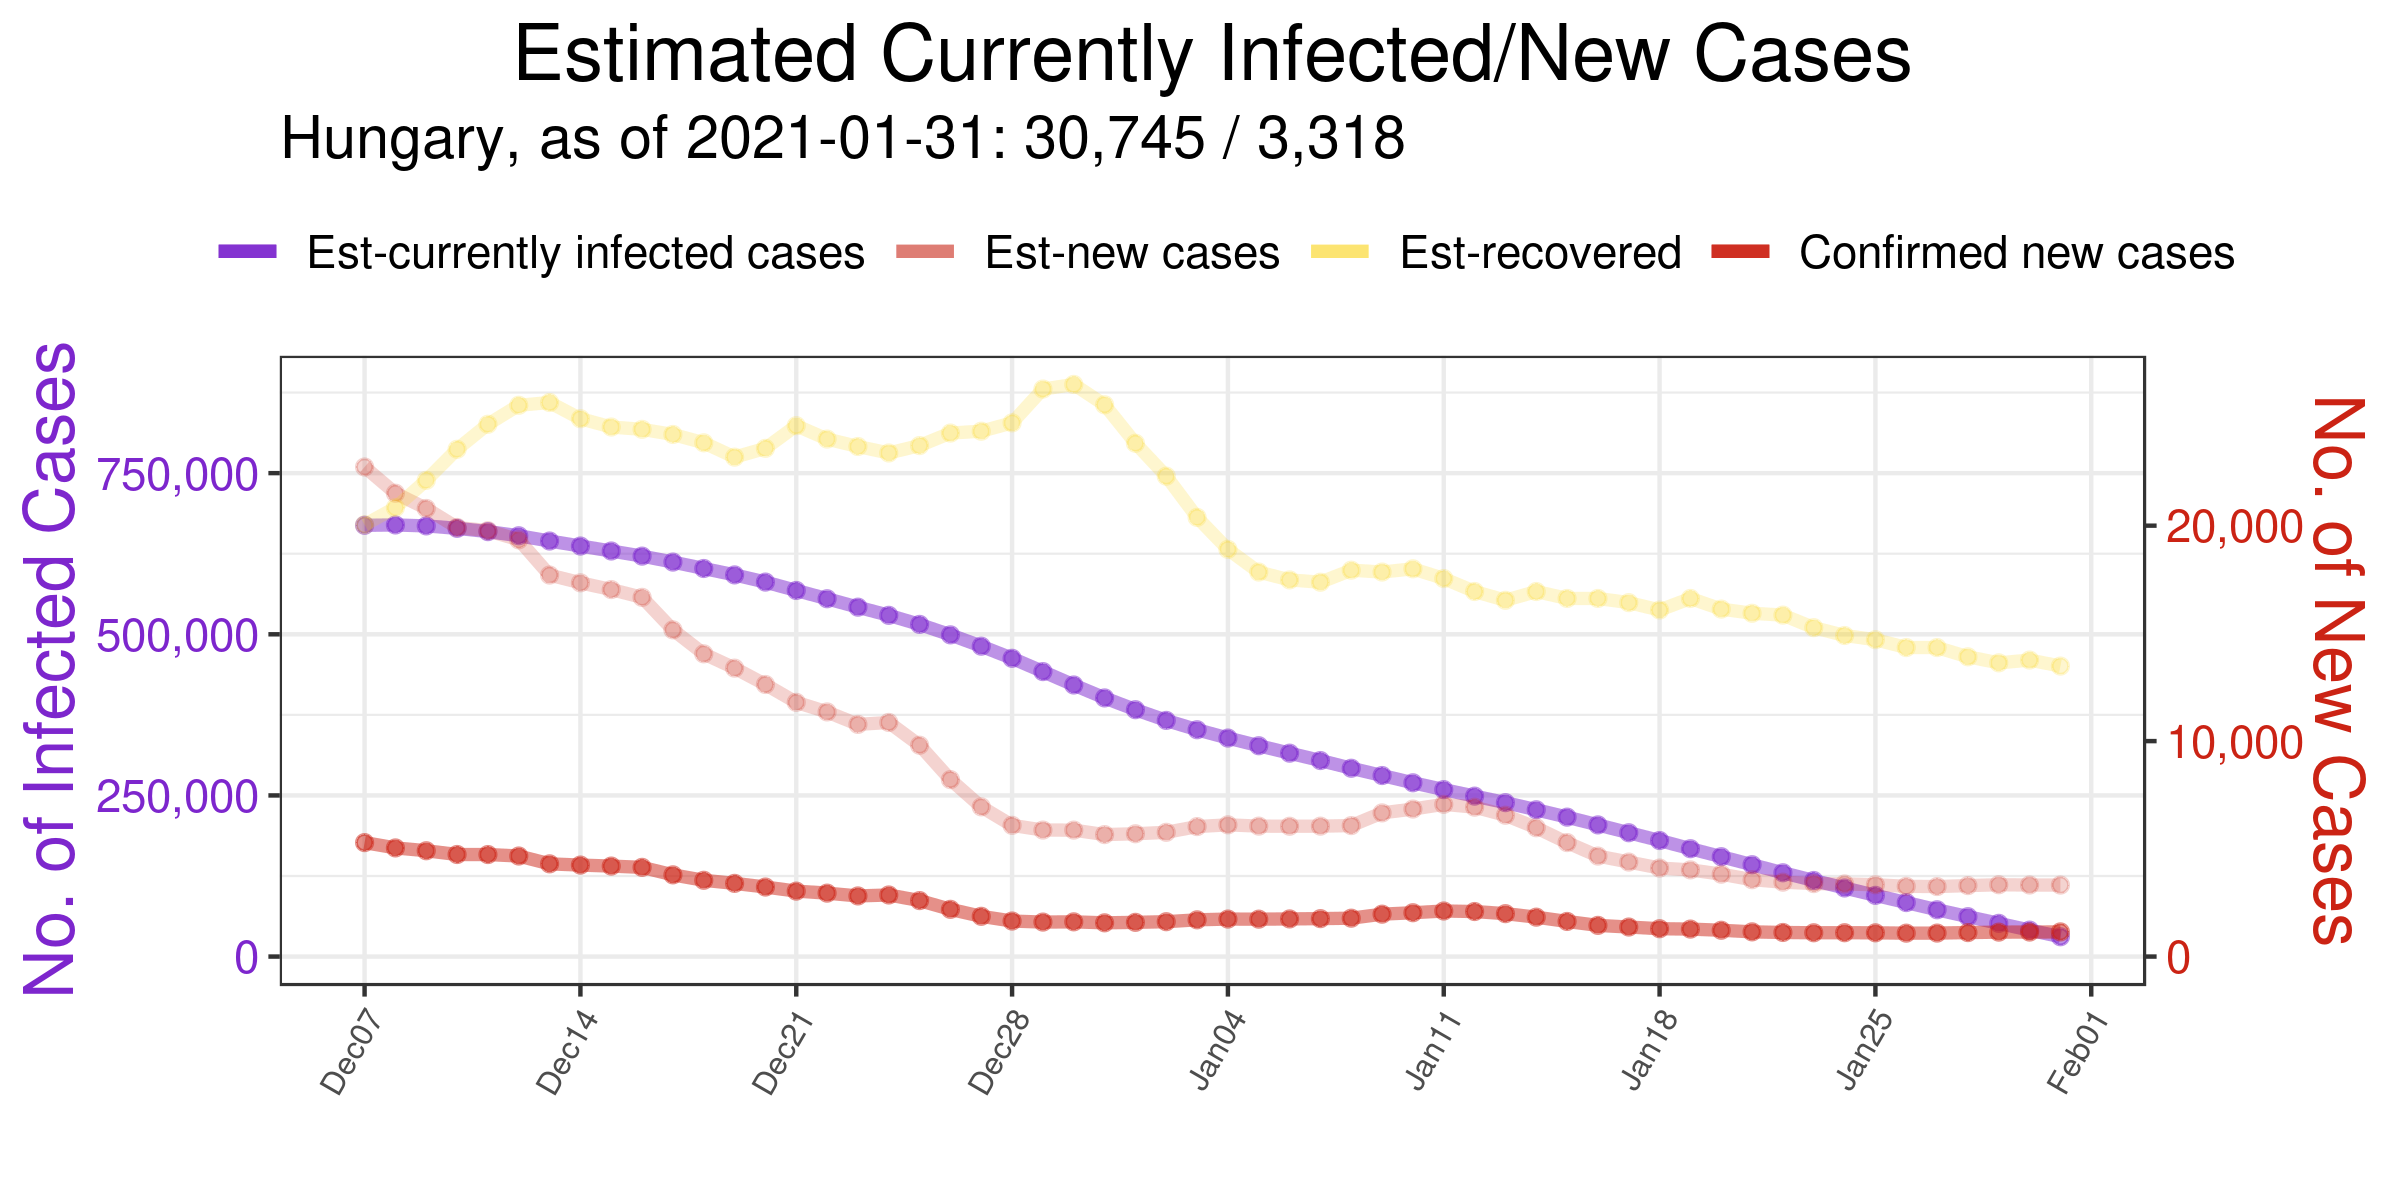 Estimated Currently Infected/New Cases
Hungary, as of 2021-01-31: 30,745 / 3,318
Est-currently infected cases Est-new cases Est-recovered Confirmed new cases
No. of Infected Cases
750,000
500,000
250,000
0
20,000
10,000
0
No. of New Cases
Dec07 Dec14 Dec21 Dec28 Jan04 Jan11 Jan18 Jan25 Feb01